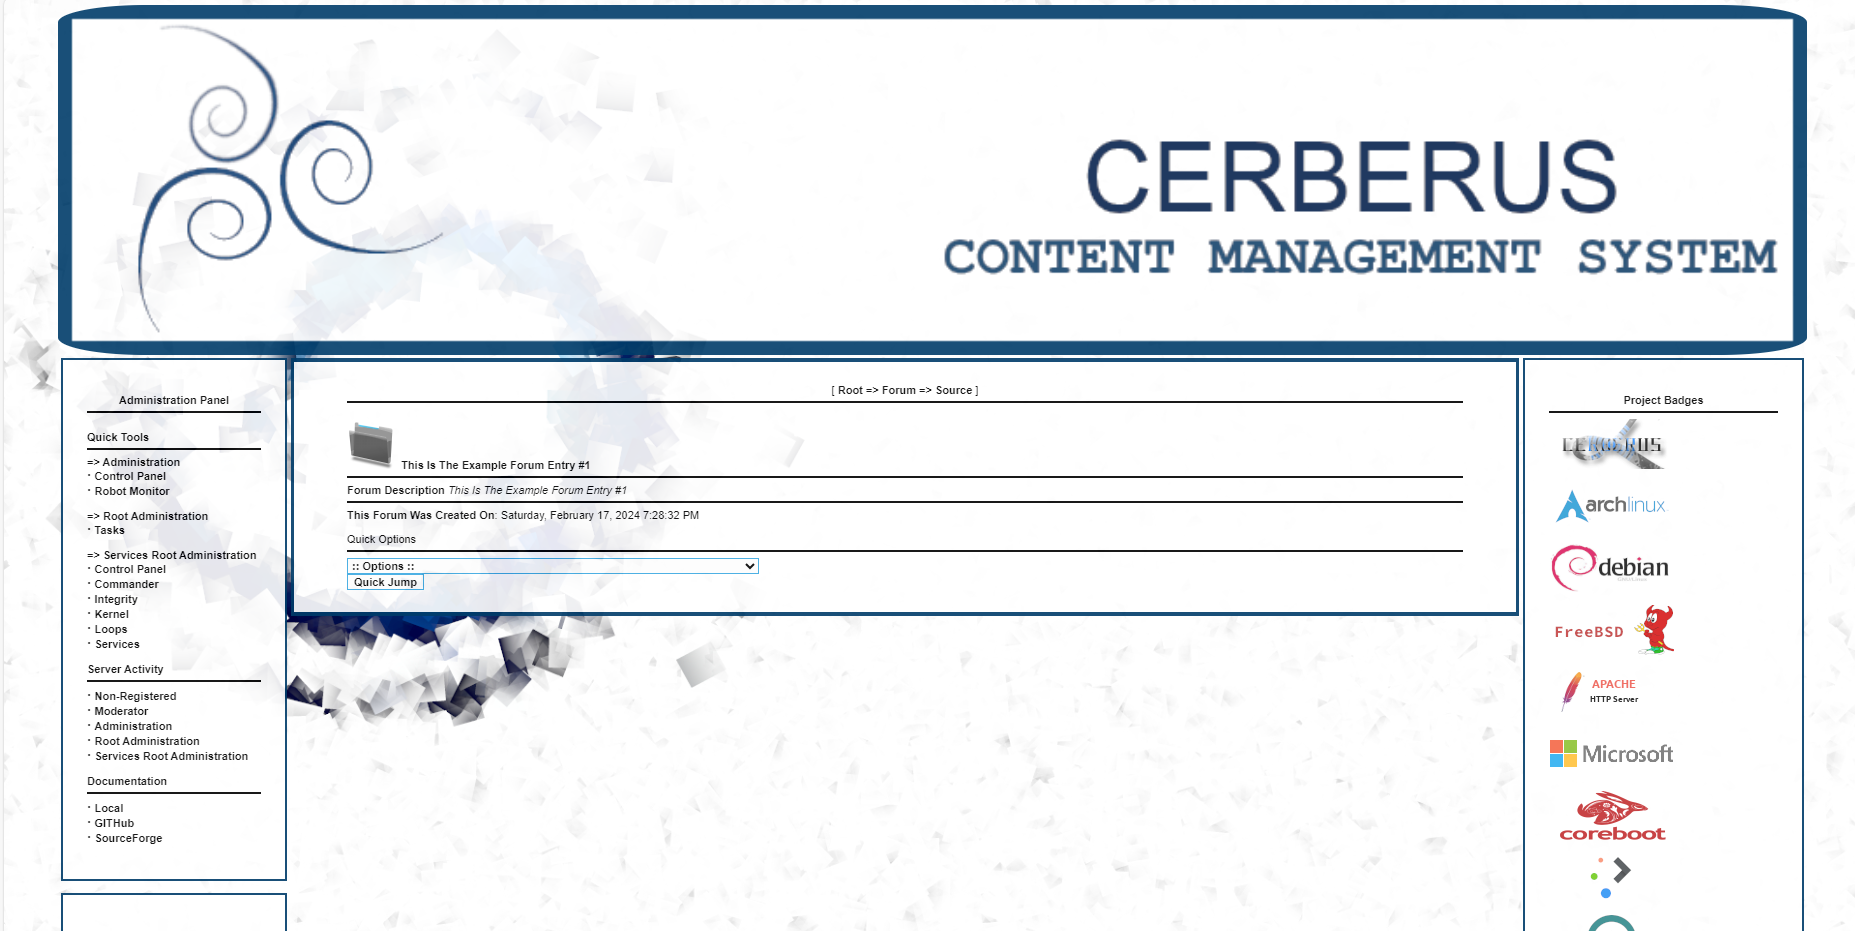 CERBERUS
CONTENT MANAGEMENT SYSTEM
Administration Panel
Quick Tools
=> Administration
· Control Panel
· Robot Monitor
=> Root Administration
· Tasks
=> Services Root Administration
· Control Panel
· Commander
· Integrity
· Kernel
· Loops
· Services
Server Activity
· Non-Registered
· Moderator
· Administration
· Root Administration
· Services Root Administration
Documentation
· Local
· GITHub
· SourceForge
[ Root => Forum => Source ]
This Is The Example Forum Entry #1
Forum Description This Is The Example Forum Entry #1
This Forum Was Created On: Saturday, February 17, 2024 7:28:32 PM
Quick Options
:: Options ::
Quick Jump
Project Badges
CERBERUS
archlinux
debian
FreeBSD
APACHE
HTTP Server
Microsoft
coreboot